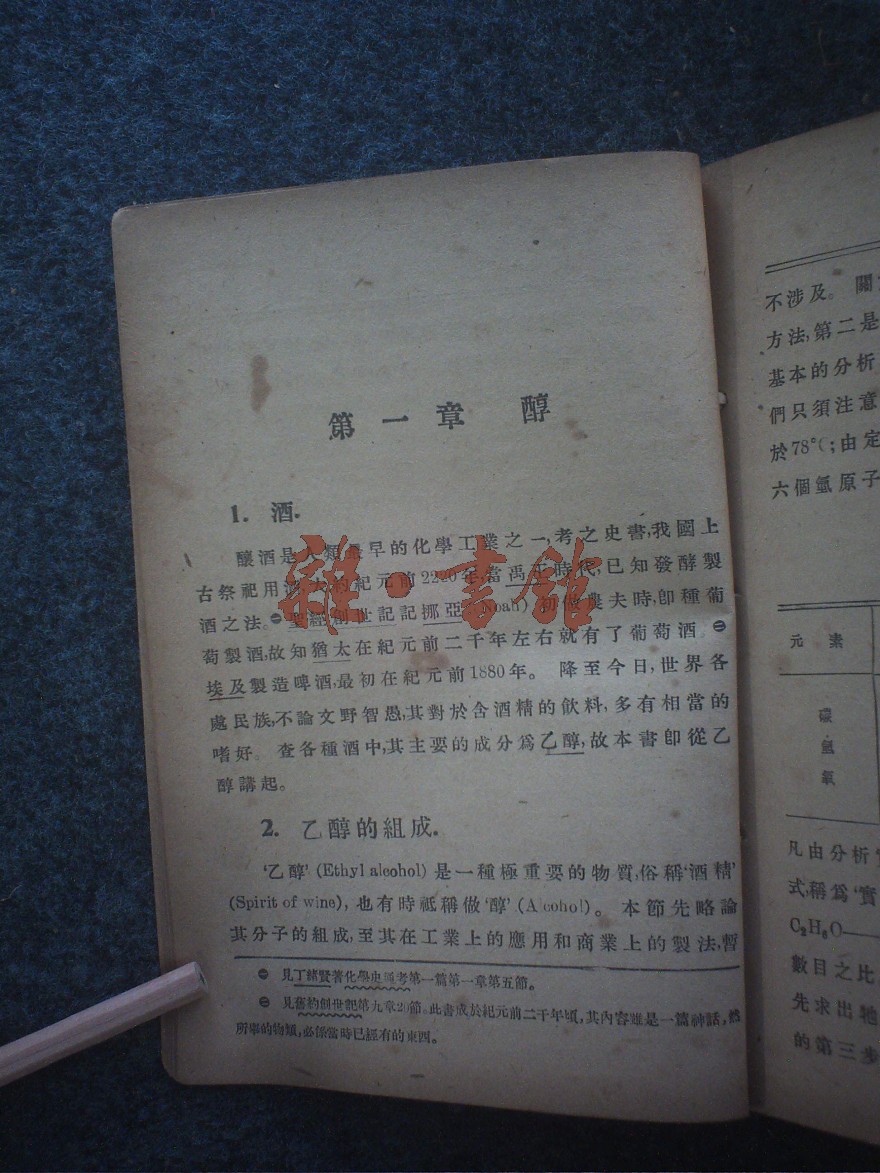 第一章 醇
1. 酒.
釀酒是人類最早的化學工業之一,考之史書,我國上
古祭祀用酒,大約紀元前2220年,當禹王時代,已知發酵製
酒之法。㊀聖經創世記記挪亞(Noah)初做農夫時,卽種葡
萄製酒,故知猶太在紀元前二千年左右就有了葡萄酒。㊁
埃及製造啤酒,最初在紀元前1880年。 降至今日,世界各
處民族,不論文野智愚,其對於含酒精的飲料,多有相當的
嗜好。 查各種酒中,其主要的成分爲乙醇,故本書卽從乙
醇講起。
2. 乙醇的組成.
'乙醇' (Ethyl alcohol) 是一種極重要的物質,俗稱'酒精'
(Spirit of wine), 也有時祗稱做'醇' (Alcohol)。 本節先略論
其分子的組成,至其在工業上的應用和商業上的製法,暫
㊀ 見丁緒賢著化學史通考第一篇第一章第五節。
㊁ 見舊約創世記第九章20節。此書成於紀元前二千年頃,其內容雖是一篇神話,然
所舉的物類,必係當時已經有的東西。
不涉及。 關
方法,第二是
基本的分析
們只須注意
於78°C;由定
六個氫原子
元 素
碳
氫
氧
凡由分析
式,稱爲'實
C₂H₆O——
數目之比
先求出牠
的第三步
雜·書館